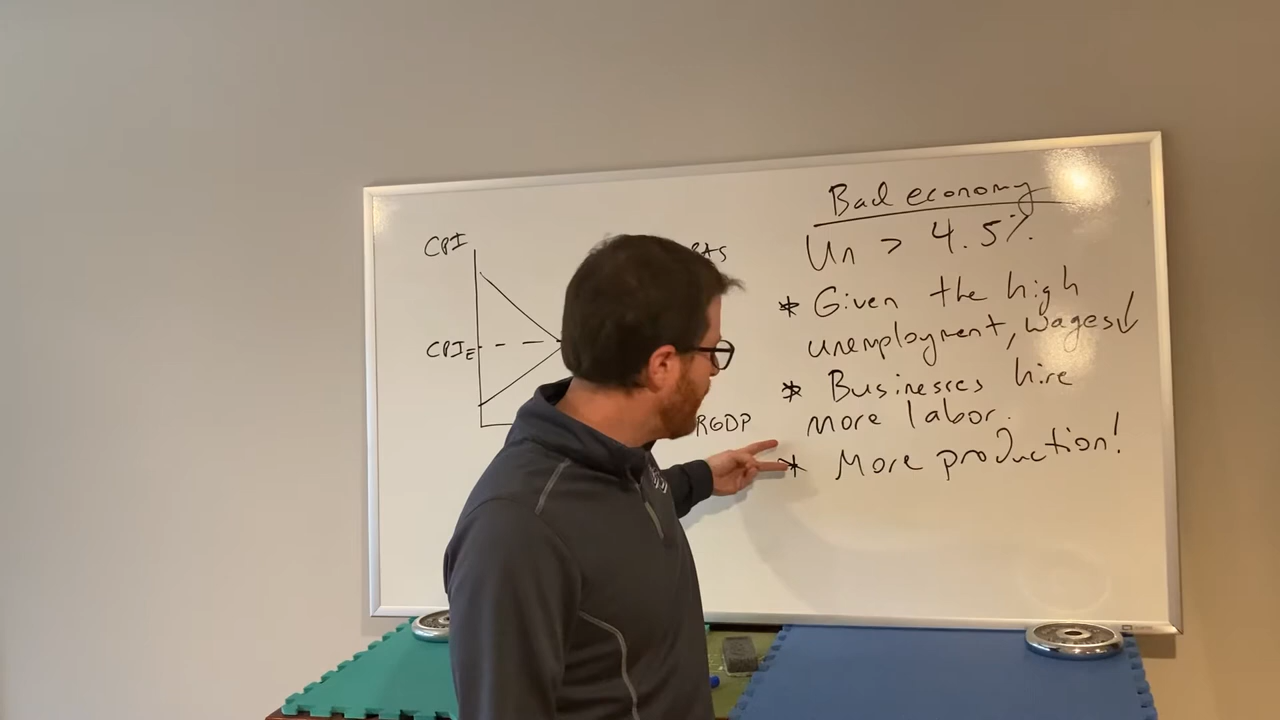 CPI
CPIE
RGDP
Bad economy
Un > 4.5%
* Given the high
unemployment, wages↓
* Businesses hire
more labor.
* More production!